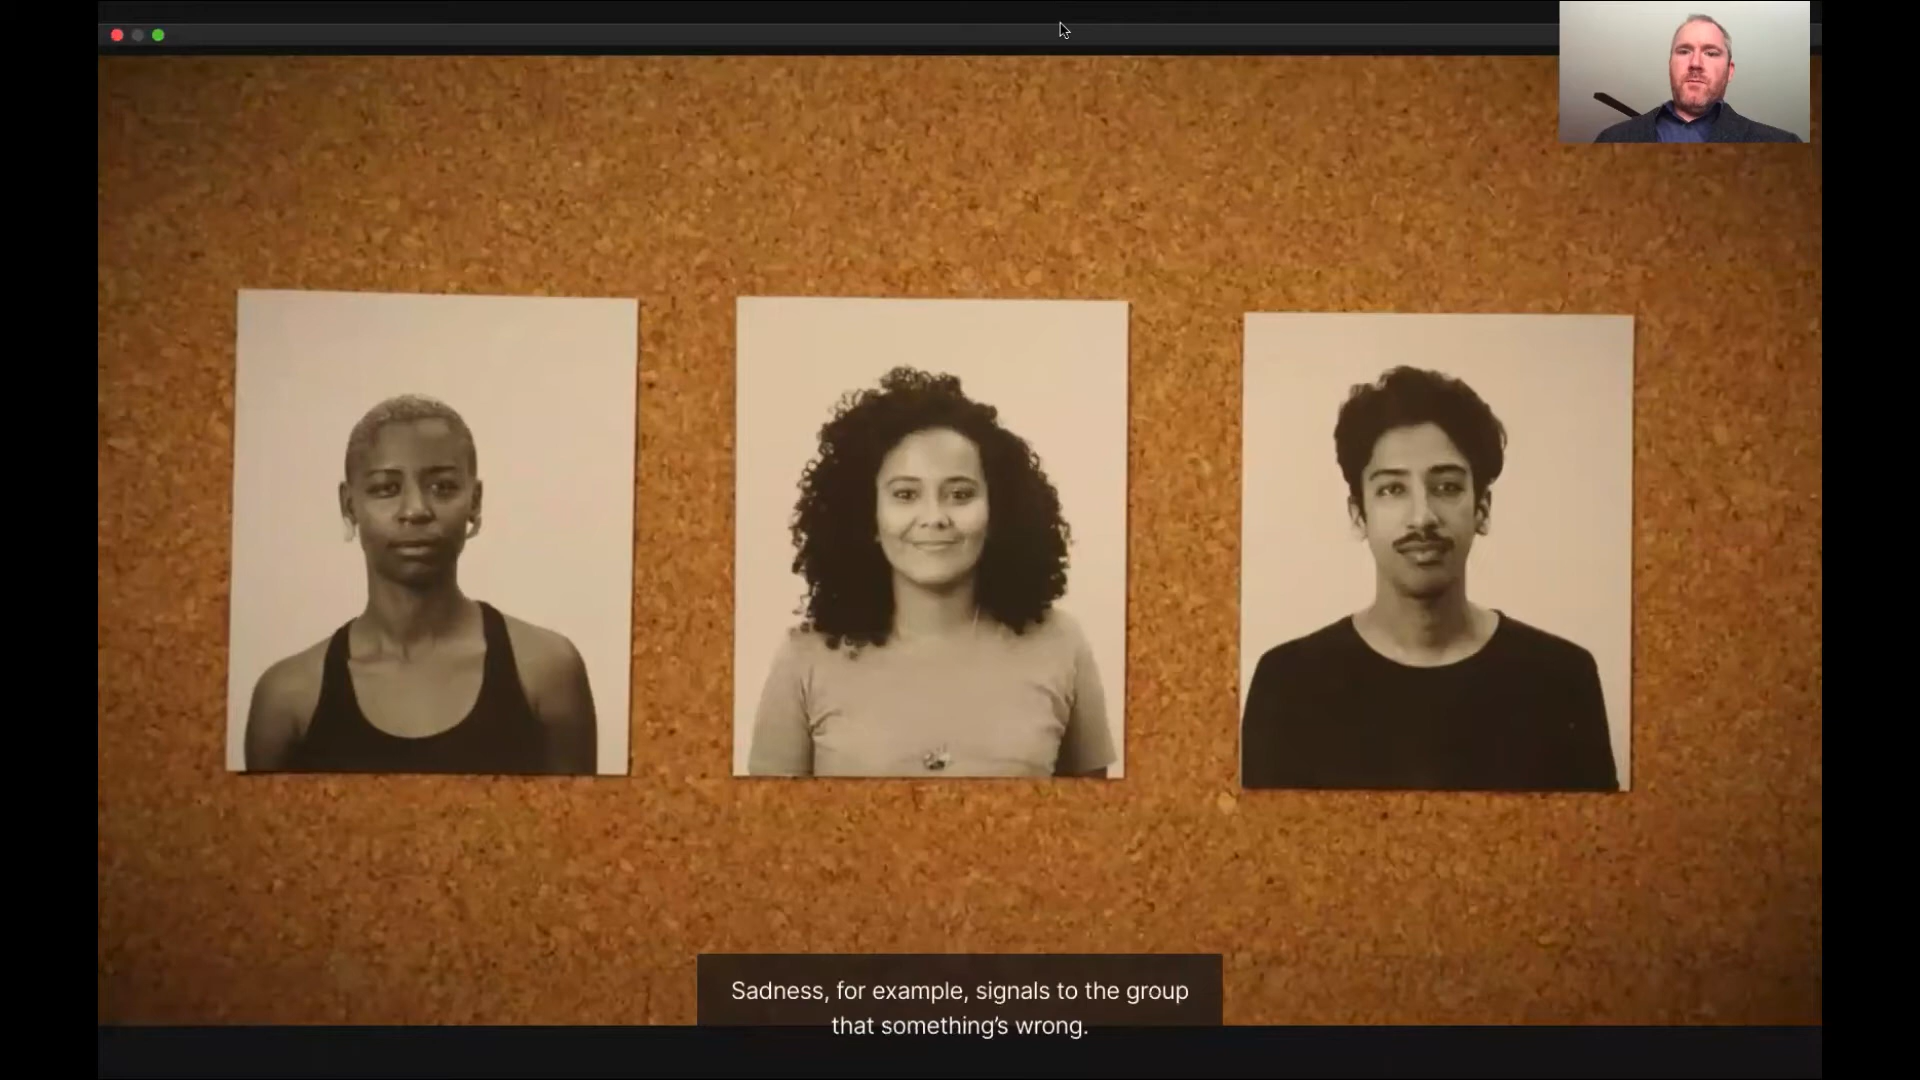 Sadness, for example, signals to the group
that something's wrong.